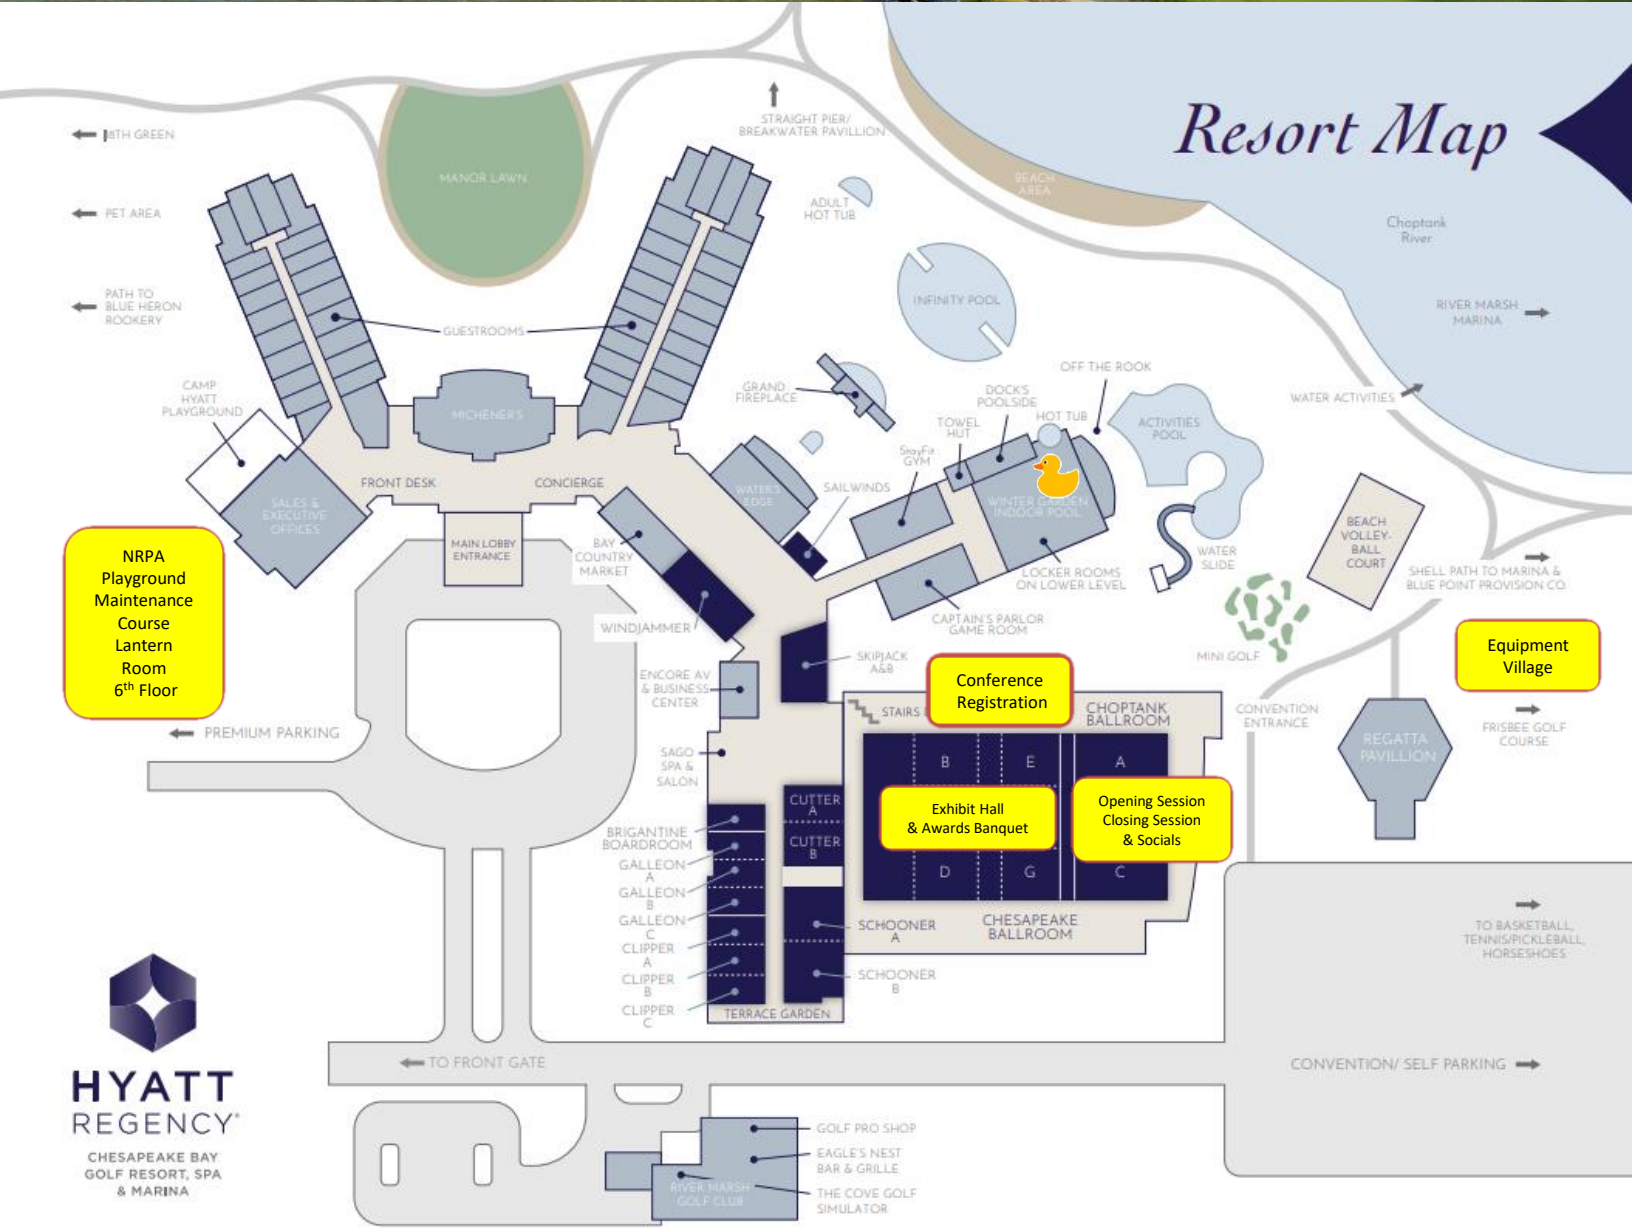 Resort Map
18TH GREEN
PET AREA
PATH TO
BLUE HERON
ROOKERY
MANOR LAWN
STRAIGHT PIER/
BREAKWATER PAVILLION
BEACH
AREA
ADULT
HOT TUB
Choptank
River
INFINITY POOL
RIVER MARSH
MARINA
GUESTROOMS
CAMP
HYATT
PLAYGROUND
MICHENER'S
GRAND
FIREPLACE
OFF THE ROOK
DOCK'S
POOLSIDE
HOT TUB
TOWEL
HUT
StayFit
GYM
ACTIVITIES
POOL
WATER ACTIVITIES
FRONT DESK
CONCIERGE
WATER'S
EDGE
SAILWINDS
WINTER GARDEN
INDOOR POOL
SALES &
EXECUTIVE
OFFICES
MAIN LOBBY
ENTRANCE
BAY
COUNTRY
MARKET
BEACH
VOLLEY-
BALL
COURT
WATER
SLIDE
LOCKER ROOMS
ON LOWER LEVEL
SHELL PATH TO MARINA &
BLUE POINT PROVISION CO.
NRPA
Playground
Maintenance
Course
Lantern
Room
6th Floor
WINDJAMMER
CAPTAIN'S PARLOR
GAME ROOM
MINI GOLF
Equipment
Village
SKIPJACK
A&B
ENCORE AV
& BUSINESS
CENTER
Conference
Registration
STAIRS
CHOPTANK
BALLROOM
CONVENTION
ENTRANCE
FRISBEE GOLF
COURSE
PREMIUM PARKING
REGATTA
PAVILLION
SAGO
SPA &
SALON
B
E
A
CUTTER
A
CUTTER
B
Exhibit Hall
& Awards Banquet
Opening Session
Closing Session
& Socials
BRIGANTINE
BOARDROOM
GALLEON
A
GALLEON
B
GALLEON
C
CLIPPER
A
CLIPPER
B
CLIPPER
C
D
G
C
SCHOONER
A
CHESAPEAKE
BALLROOM
SCHOONER
B
TERRACE GARDEN
TO BASKETBALL,
TENNIS/PICKLEBALL,
HORSESHOES
TO FRONT GATE
CONVENTION/ SELF PARKING
HYATT
REGENCY®
CHESAPEAKE BAY
GOLF RESORT, SPA
& MARINA
GOLF PRO SHOP
EAGLE'S NEST
BAR & GRILLE
RIVER MARSH
GOLF CLUB
THE COVE GOLF
SIMULATOR